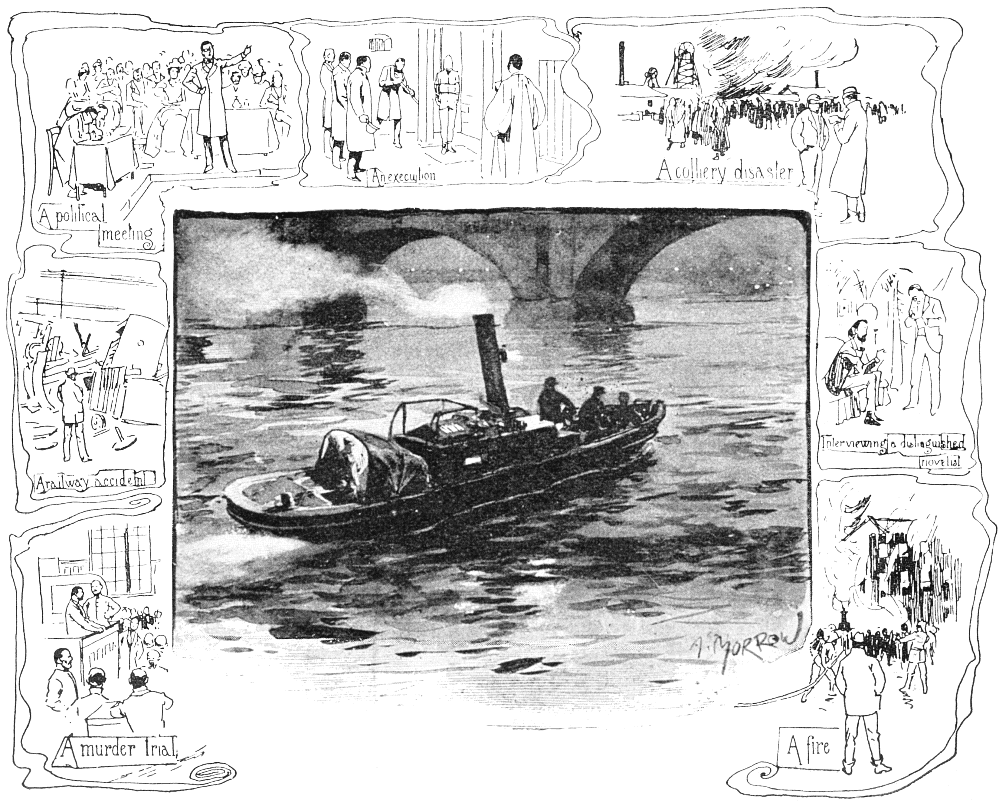 A political
meeting
An execution
A colliery disaster
A railway accident
Interviewing a distinguished
novelist
A murder trial
A fire
A. MORROW